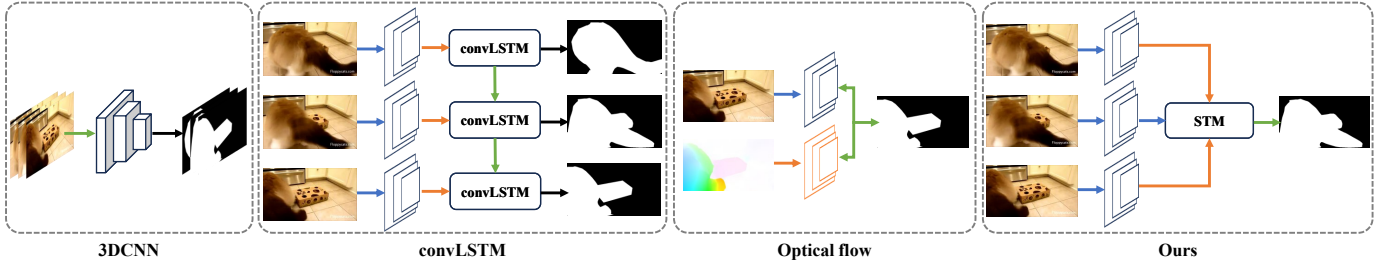 convLSTM
convLSTM
convLSTM
STM
3DCNN
convLSTM
Optical flow
Ours